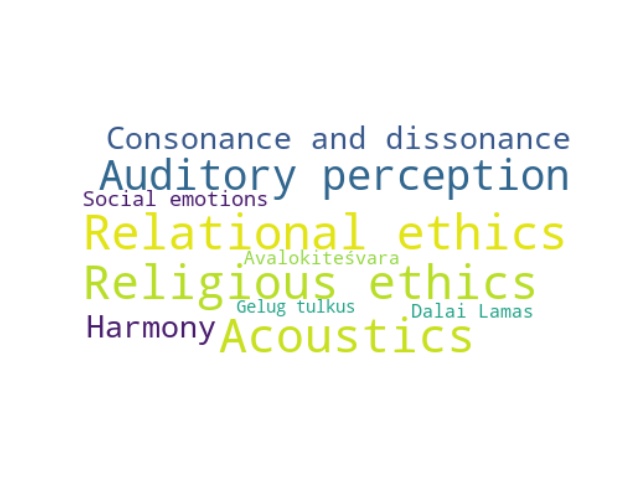 Consonance and dissonance
Auditory perception
Social emotions
Relational ethics
Avalokiteśvara
Religious ethics
Gelug tulkus
Dalai Lamas
Harmony
Acoustics